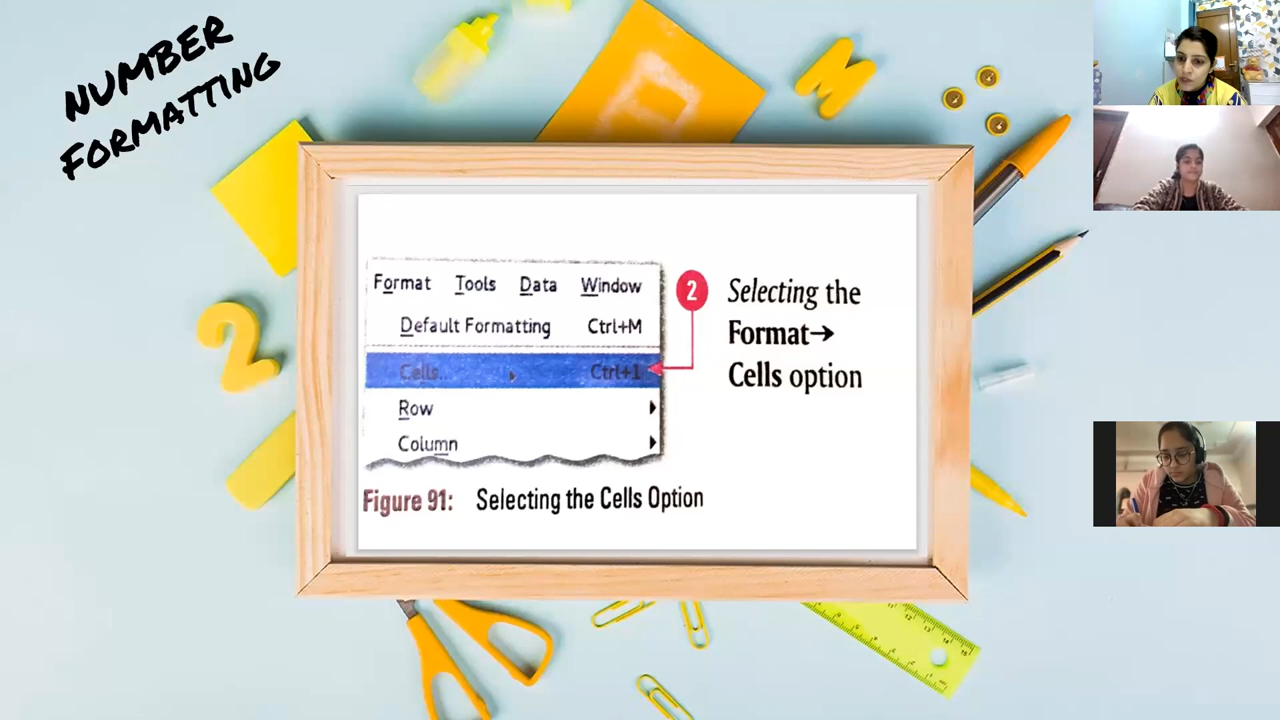 NUMBER
FORMATTING
Format Tools Data Window
Default Formatting Ctrl+M
Cells... Ctrl+1
Row
Column
2
Selecting the
Format→
Cells option
Figure 91: Selecting the Cells Option